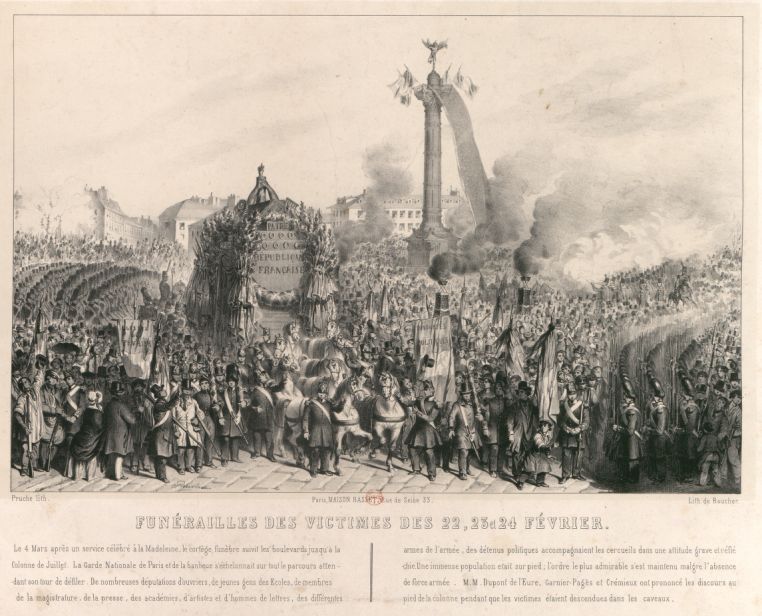 PATRIE
REPUBLIQUE
FRANÇAISE
Pruche lith.
Paris, MAISON BASSET, Rue de Seine 33.
Lith. de Boucher
FUNÉRAILLES DES VICTIMES DES 22, 23 et 24 FÉVRIER.
Le 4 Mars après un service célébré à la Madeleine, le cortége funèbre suivit les boulevards jusqu'a la
Colonne de Juillet. La Garde Nationale de Paris et de la banlieue s'échelonnait sur tout le parcours atten-
dant son tour de défiler. De nombreuses députations d'ouvriers, de jeunes gens des Ecoles, de membres
de la magistrature, de la presse, des académies, d'artistes et d'hommes de lettres, des différentes
armes de l'armée, des détenus politiques accompagnaient les cercueils dans une attitude grave et réflé
chie. Une immense population etait sur pied; l'ordre le plus admirable s'est maintenu malgré l'absence
de force armée. M.M. Dupont de l'Eure, Garnier-Pagès et Crémieux ont prononcé les discours au
pied de la colonne pendant que les victimes étaient descendues dans les caveaux.